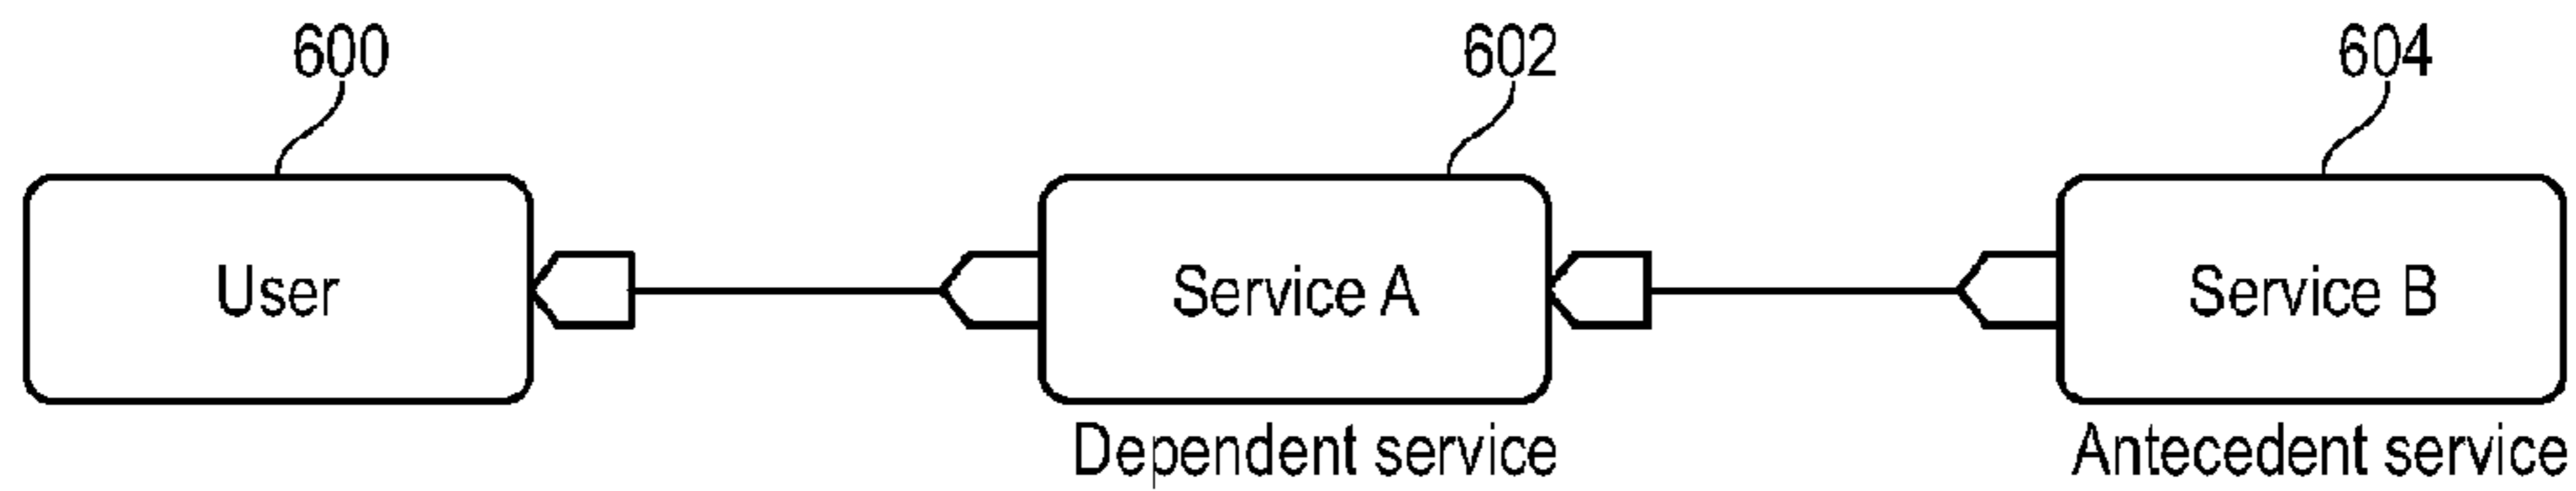 600 602 604
User Service A Service B
Dependent service Antecedent service